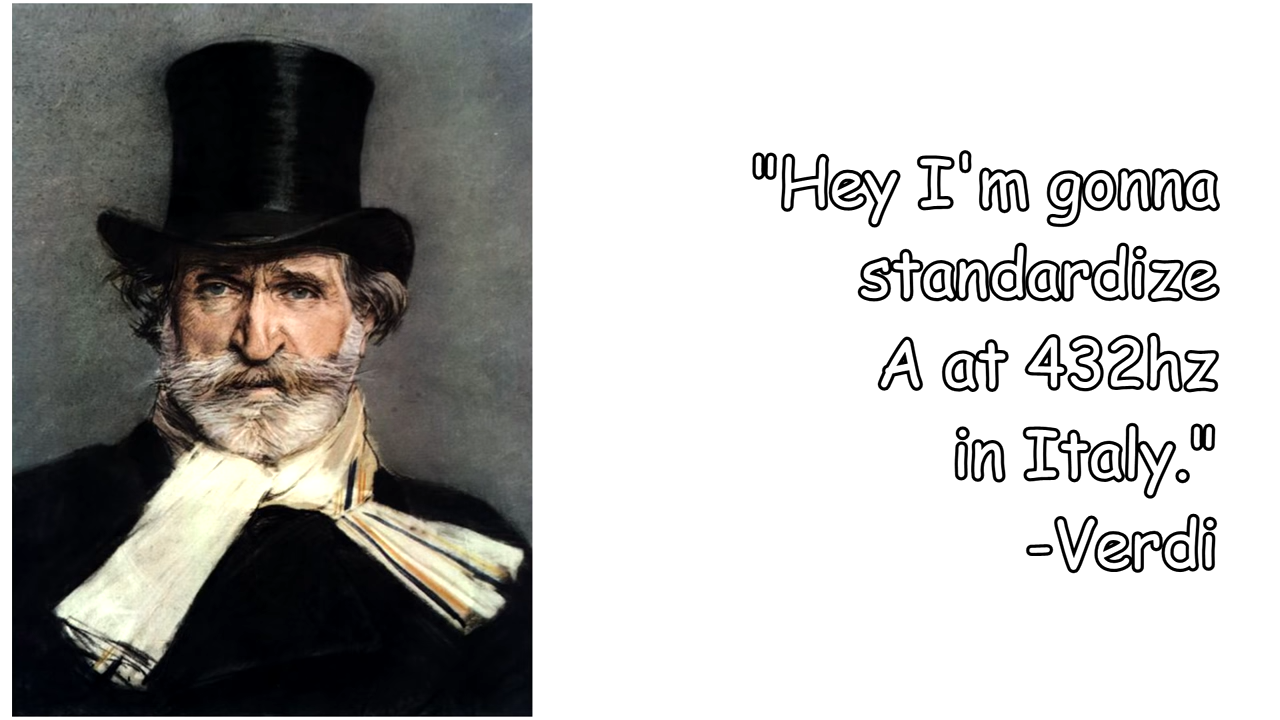 "Hey I'm gonna
standardize
A at 432hz
in Italy."
-Verdi